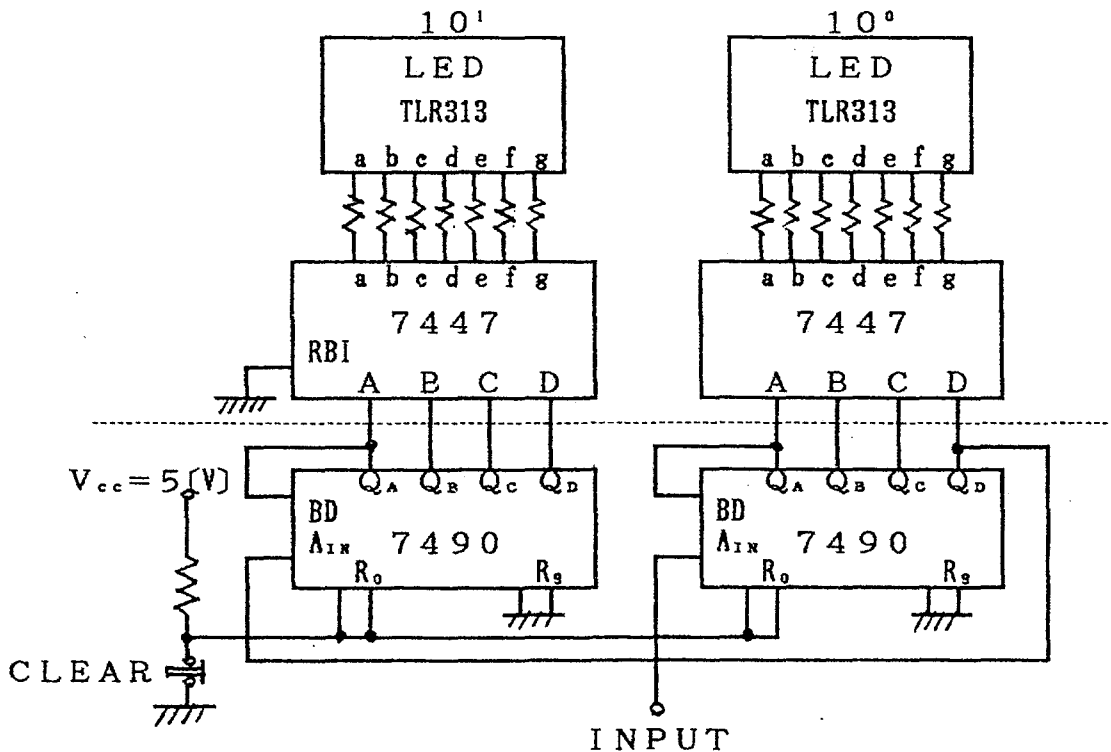 10¹ 10⁰
LED LED
TLR313 TLR313
a b c d e f g a b c d e f g
a b c d e f g a b c d e f g
7447 7447
RBI
A B C D A B C D
Vcc=5〔V〕
QA QB QC QD QA QB QC QD
BD BD
AIN 7490 AIN 7490
R0 R9 R0 R9
CLEAR
INPUT